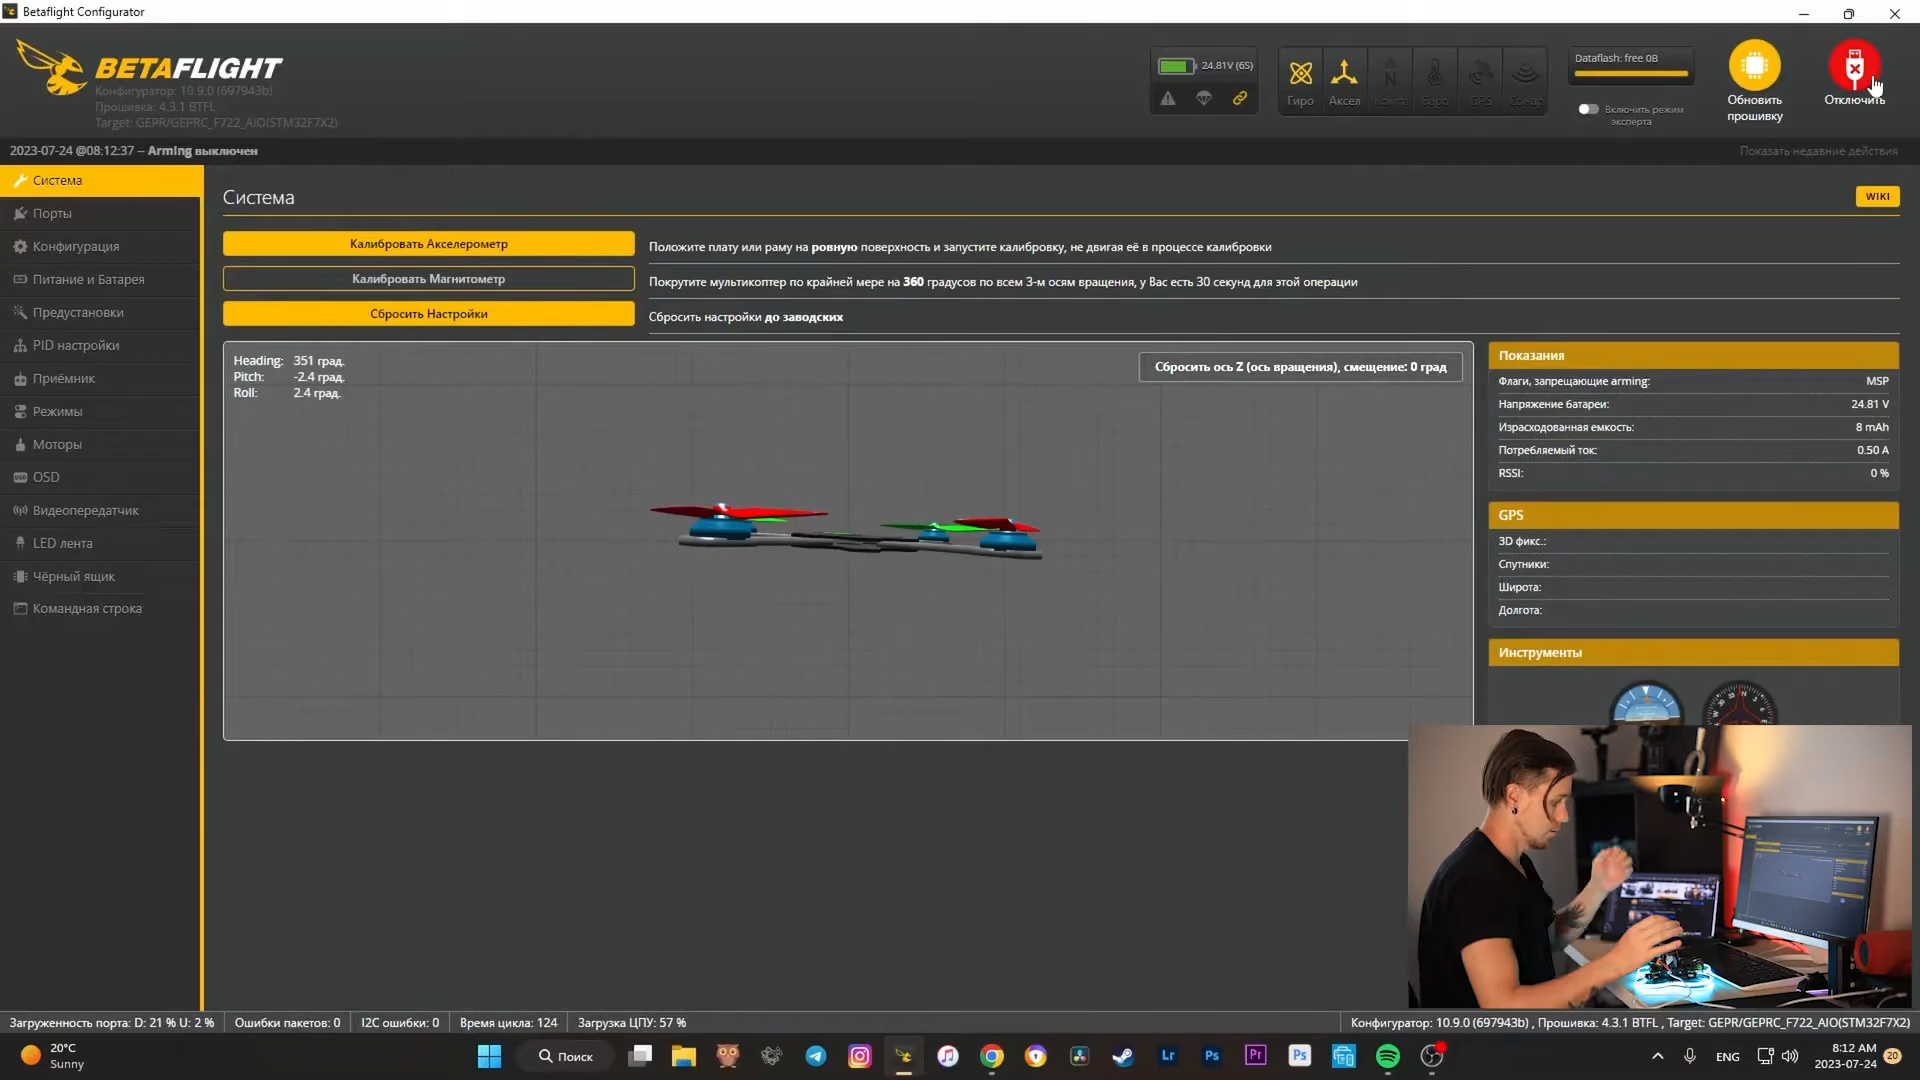 Betaflight Configurator
BETAFLIGHT
Конфигуратор: 10.9.0 (697943b)
Прошивка: 4.3.1 BTFL
Target: GEPR/GEPRC_F722_AIO(STM32F7X2)
24.81V (6S)
Гиро
Аксел
Компа
Баро
GPS
Сонар
Dataflash: free 0B
Включить режим
эксперта
Обновить
прошивку
Отключить
2023-07-24 @08:12:37 – Arming выключен
Показать недавние действия
Система
Порты
Конфигурация
Питание и Батарея
Предустановки
PID настройки
Приёмник
Режимы
Моторы
OSD
Видеопередатчик
LED лента
Чёрный ящик
Командная строка
Система
WIKI
Калибровать Акселерометр
Положите плату или раму на ровную поверхность и запустите калибровку, не двигая её в процессе калибровки
Калибровать Магнитометр
Покрутите мультикоптер по крайней мере на 360 градусов по всем 3-м осям вращения, у Вас есть 30 секунд для этой операции
Сбросить Настройки
Сбросить настройки до заводских
Heading: 351 град.
Pitch: -2.4 град.
Roll: 2.4 град.
Сбросить ось Z (ось вращения), смещение: 0 град
Показания
Флаги, запрещающие arming: MSP
Напряжение батареи: 24.81 V
Израсходованная емкость: 8 mAh
Потребляемый ток: 0.50 A
RSSI: 0 %
GPS
3D фикс.:
Спутники:
Широта:
Долгота:
Инструменты
Загруженность порта: D: 21 % U: 2 %
Ошибки пакетов: 0
I2C ошибки: 0
Время цикла: 124
Загрузка ЦПУ: 57 %
Конфигуратор: 10.9.0 (697943b) , Прошивка: 4.3.1 BTFL , Target: GEPR/GEPRC_F722_AIO(STM32F7X2)
20°C
Sunny
Поиск
Lr
Ps
Pr
Ps
ENG
8:12 AM
2023-07-24
20